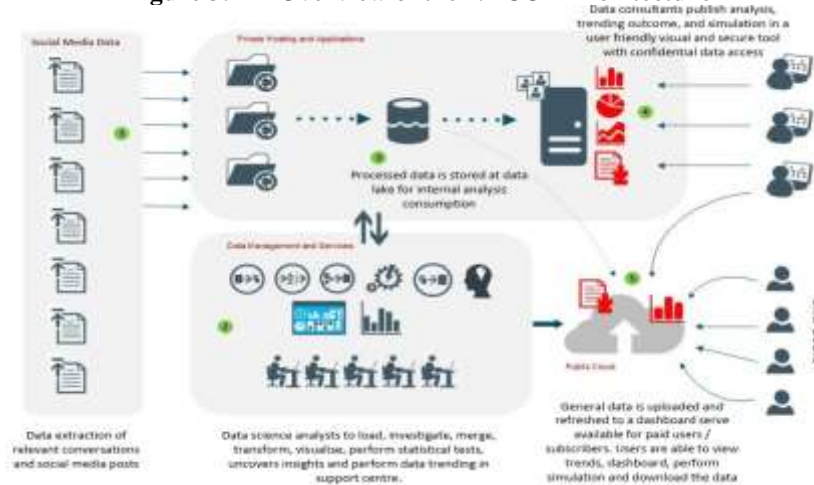 Data consultants publish analysis,
trending outcome, and simulation in a
user friendly visual and secure tool
with confidential data access
Social Media Data
Private Hosting and Applications
Processed data is stored at data
lake for internal analysis
consumption
Data Management and Services
Public Cloud
Data extraction of
relevant conversations
and social media posts
Data science analysts to load, investigate, merge,
transform, visualise, perform statistical tests,
uncovers insights and perform data trending in
support centre.
General data is uploaded and
refreshed to a dashboard serve
available for paid users /
subscribers. Users are able to view
trends, dashboard, perform
simulation and download the data